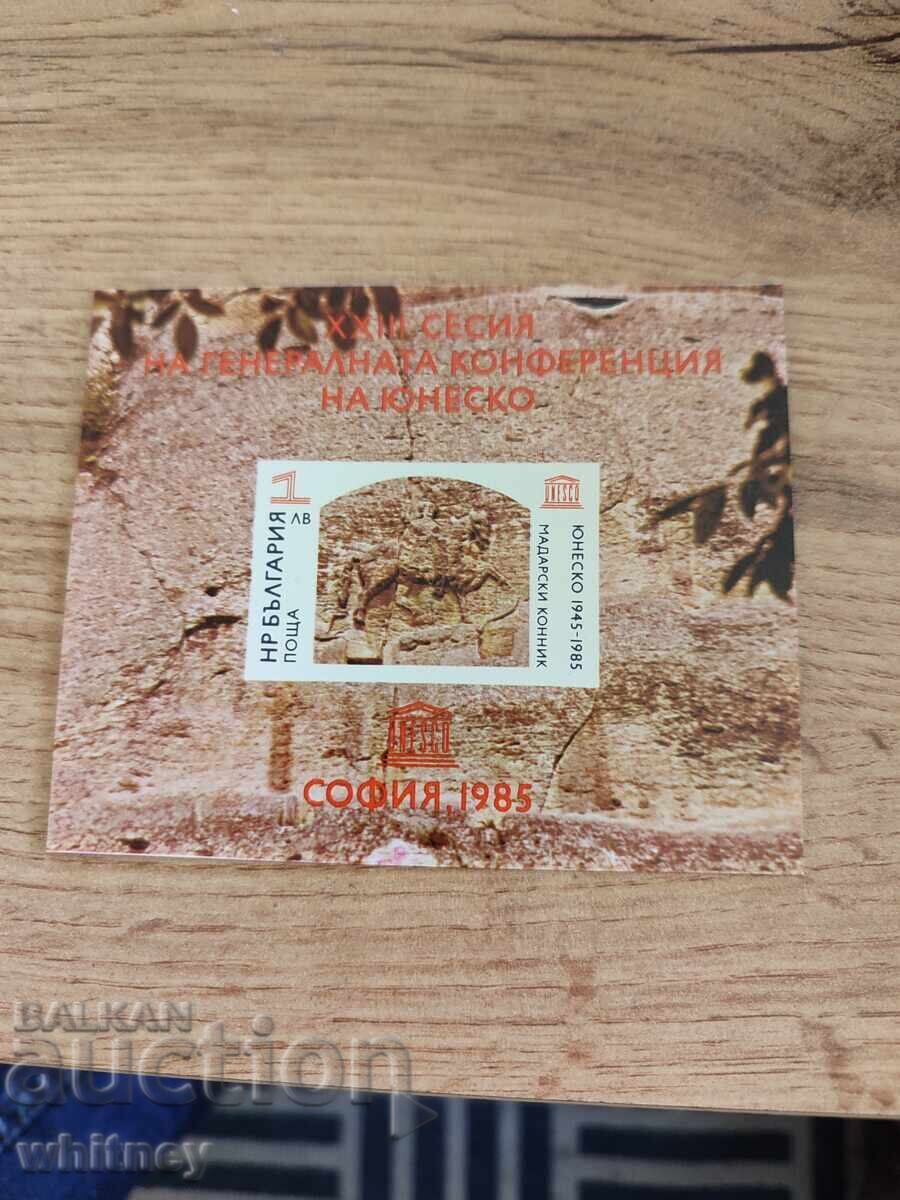 XXIII СЕСИЯ
НА ГЕНЕРАЛНАТА КОНФЕРЕНЦИЯ
НА ЮНЕСКО
1
ЛВ
НР БЪЛГАРИЯ
ПОЩА
UNESCO
ЮНЕСКО 1945-1985
МАДАРСКИ КОННИК
UNESCO
СОФИЯ, 1985
BALKAN
auction
whitney